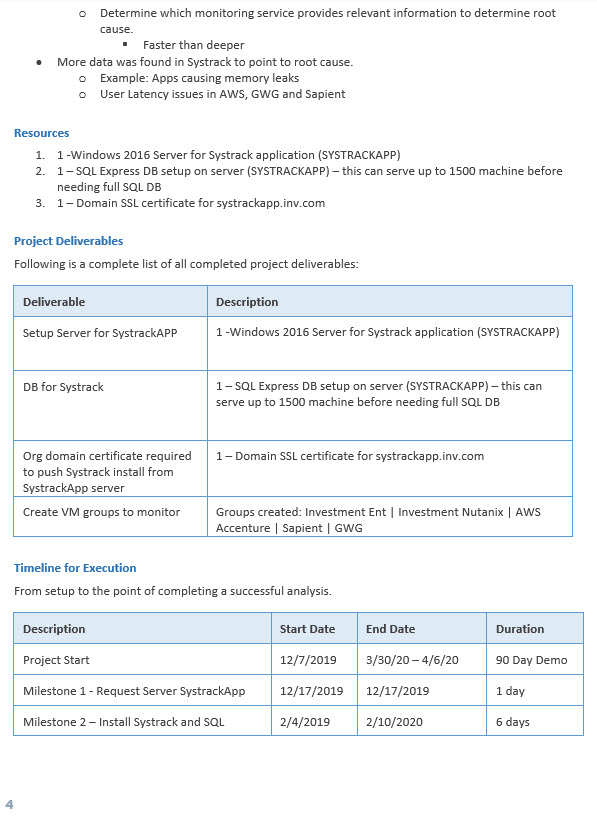 o Determine which monitoring service provides relevant information to determine root
cause.
▪ Faster than deeper
• More data was found in Systrack to point to root cause.
o Example: Apps causing memory leaks
o User Latency issues in AWS, GWG and Sapient
Resources
1. 1 -Windows 2016 Server for Systrack application (SYSTRACKAPP)
2. 1 – SQL Express DB setup on server (SYSTRACKAPP) – this can serve up to 1500 machine before
needing full SQL DB
3. 1 – Domain SSL certificate for systrackapp.inv.com
Project Deliverables
Following is a complete list of all completed project deliverables:
Deliverable Description
Setup Server for SystrackAPP 1 -Windows 2016 Server for Systrack application (SYSTRACKAPP)
DB for Systrack 1 – SQL Express DB setup on server (SYSTRACKAPP) – this can
serve up to 1500 machine before needing full SQL DB
Org domain certificate required 1 – Domain SSL certificate for systrackapp.inv.com
to push Systrack install from
SystrackApp server
Create VM groups to monitor Groups created: Investment Ent | Investment Nutanix | AWS
Accenture | Sapient | GWG
Timeline for Execution
From setup to the point of completing a successful analysis.
Description Start Date End Date Duration
Project Start 12/7/2019 3/30/20 – 4/6/20 90 Day Demo
Milestone 1 - Request Server SystrackApp 12/17/2019 12/17/2019 1 day
Milestone 2 – Install Systrack and SQL 2/4/2019 2/10/2020 6 days
4